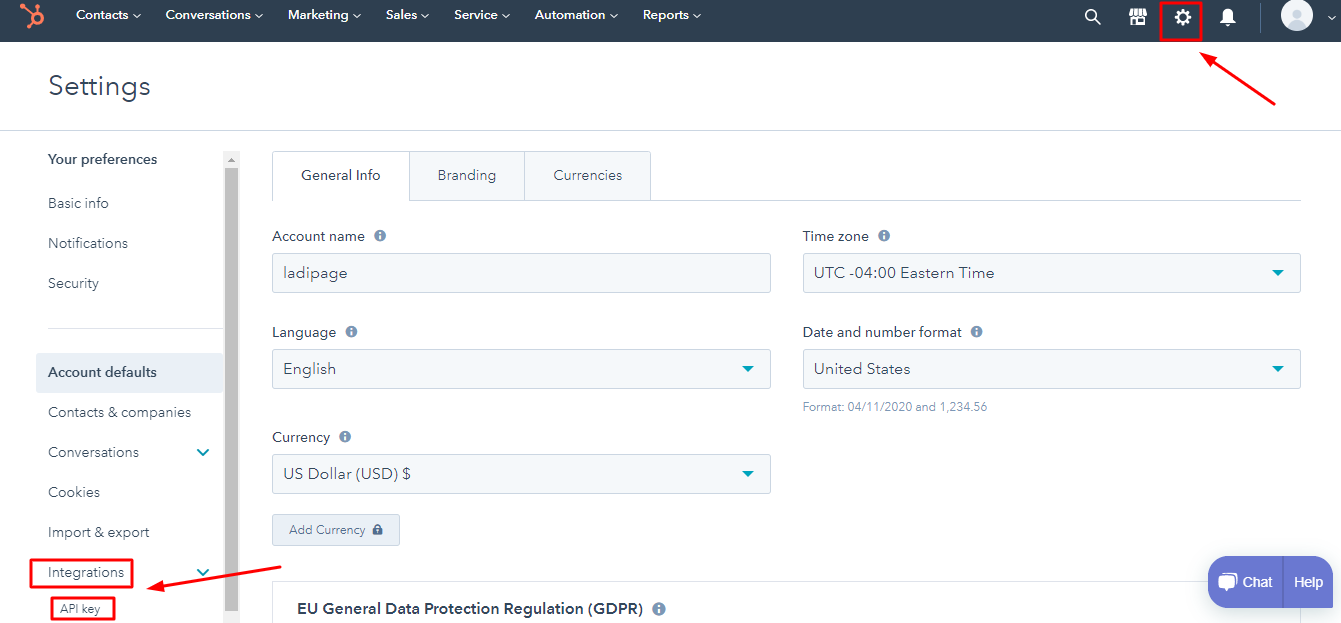 Contacts Conversations Marketing Sales Service Automation Reports
Settings
Your preferences
Basic info
Notifications
Security
Account defaults
Contacts & companies
Conversations
Cookies
Import & export
Integrations
API key
General Info Branding Currencies
Account name
ladipage
Time zone
UTC -04:00 Eastern Time
Language
English
Date and number format
United States
Format: 04/11/2020 and 1,234.56
Currency
US Dollar (USD) $
Add Currency
EU General Data Protection Regulation (GDPR)
Chat Help